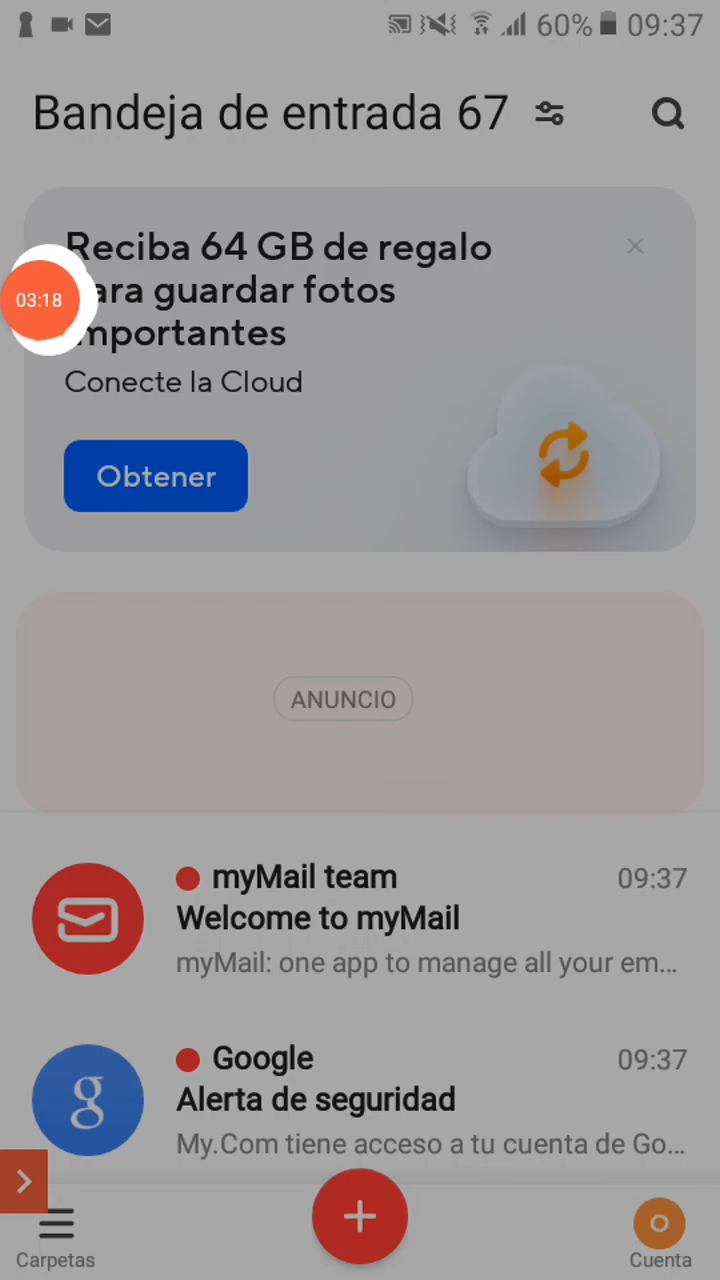 60% 09:37
Bandeja de entrada 67
Reciba 64 GB de regalo
ara guardar fotos
mportantes
03:18
Conecte la Cloud
Obtener
ANUNCIO
myMail team 09:37
Welcome to myMail
myMail: one app to manage all your em...
g
Google 09:37
Alerta de seguridad
My.Com tiene acceso a tu cuenta de Go...
Carpetas
Cuenta